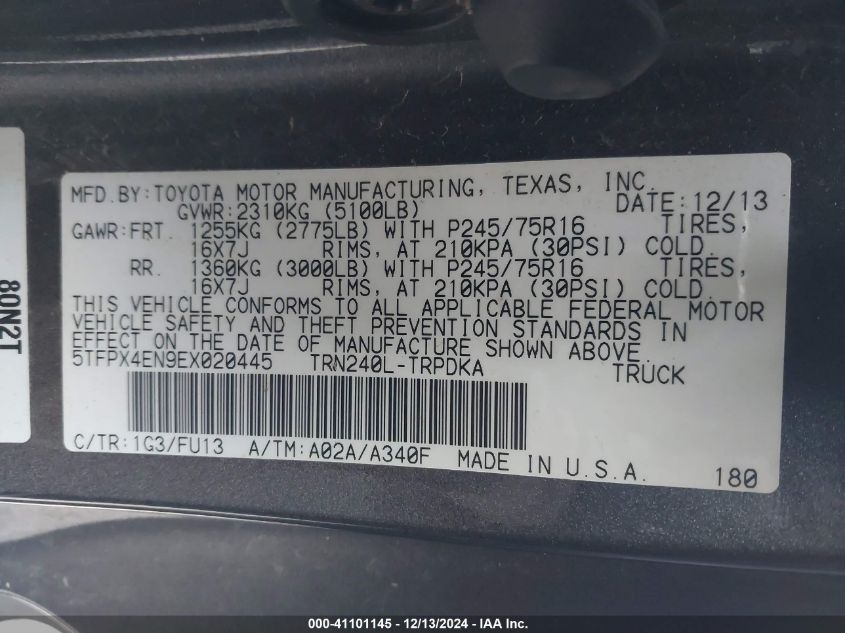 MFD.BY:TOYOTA MOTOR MANUFACTURING, TEXAS, INC.
GVWR:2310KG (5100LB) DATE:12/13
GAWR:FRT. 1255KG (2775LB) WITH P245/75R16 TIRES,
16X7J RIMS, AT 210KPA (30PSI) COLD.
RR. 1360KG (3000LB) WITH P245/75R16 TIRES,
16X7J RIMS, AT 210KPA (30PSI) COLD.
THIS VEHICLE CONFORMS TO ALL APPLICABLE FEDERAL MOTOR
VEHICLE SAFETY AND THEFT PREVENTION STANDARDS IN
EFFECT ON THE DATE OF MANUFACTURE SHOWN ABOVE.
5TFPX4EN9EX020445 TRN240L-TRPDKA TRUCK
C/TR:1G3/FU13 A/TM:A02A/A340F MADE IN U.S.A. 180
80N2T
000-41101145 - 12/13/2024 - IAA Inc.